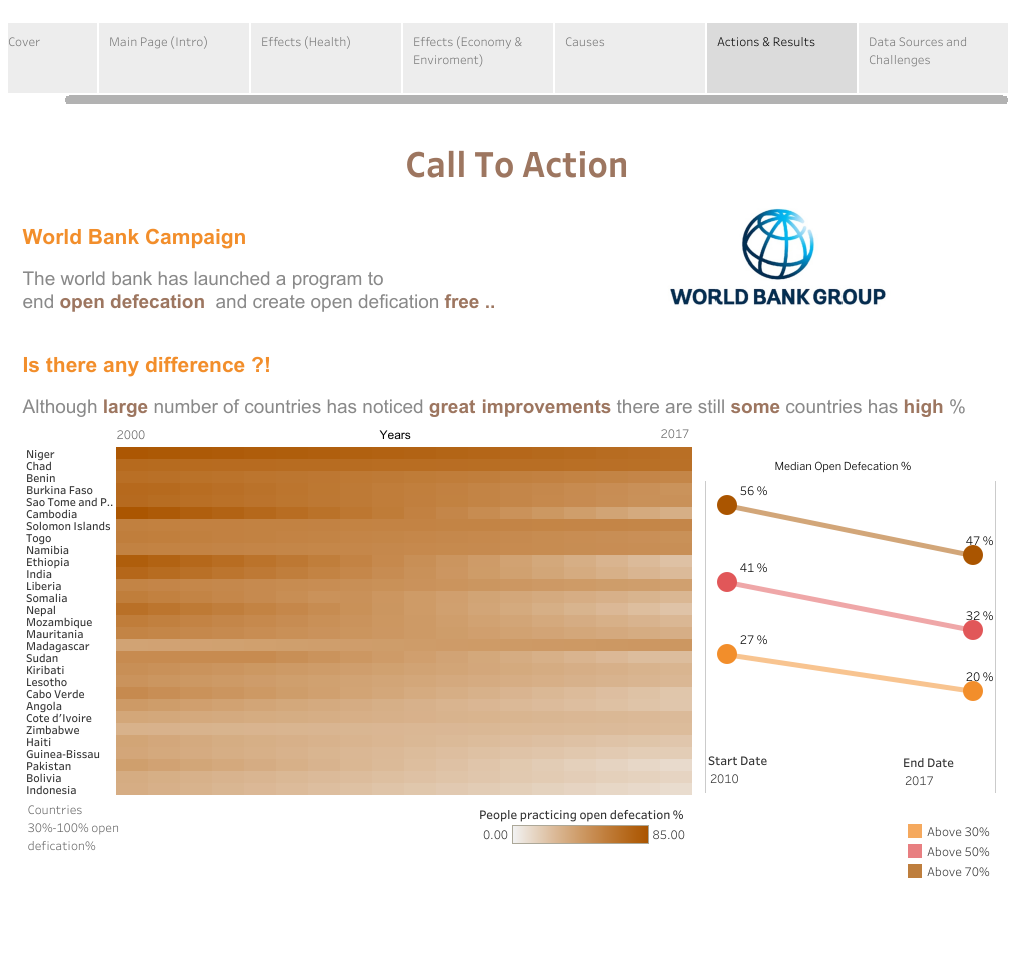 Cover
Main Page (Intro)
Effects (Health)
Effects (Economy &
Enviroment)
Causes
Actions & Results
Data Sources and
Challenges
Call To Action
World Bank Campaign
The world bank has launched a program to
end open defecation  and create open defication free ..
WORLD BANK GROUP
Is there any difference ?!
Although large number of countries has noticed great improvements there are still some countries has high %
2000
Years
2017
Niger
Chad
Benin
Burkina Faso
Sao Tome and P..
Cambodia
Solomon Islands
Togo
Namibia
Ethiopia
India
Liberia
Somalia
Nepal
Mozambique
Mauritania
Madagascar
Sudan
Kiribati
Lesotho
Cabo Verde
Angola
Cote d'Ivoire
Zimbabwe
Haiti
Guinea-Bissau
Pakistan
Bolivia
Indonesia
Countries
30%-100% open
defication%
People practicing open defecation %
0.00
85.00
Median Open Defecation %
56 %
47 %
41 %
32 %
27 %
20 %
Start Date
2010
End Date
2017
Above 30%
Above 50%
Above 70%